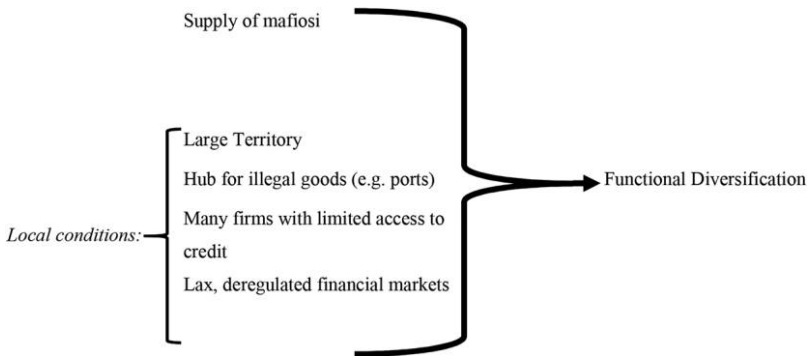 Supply of mafiosi
Large Territory
Hub for illegal goods (e.g. ports)
Many firms with limited access to
credit
Lax, deregulated financial markets
Local conditions:
Functional Diversification